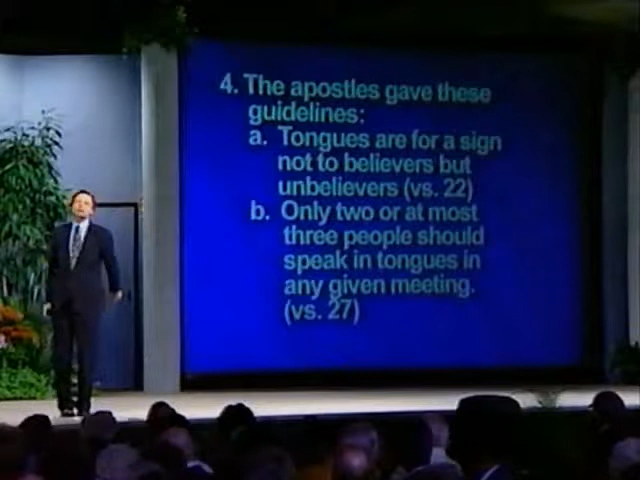 4. The apostles gave these
guidelines:
a. Tongues are for a sign
not to believers but
unbelievers (vs. 22)
b. Only two or at most
three people should
speak in tongues in
any given meeting.
(vs. 27)